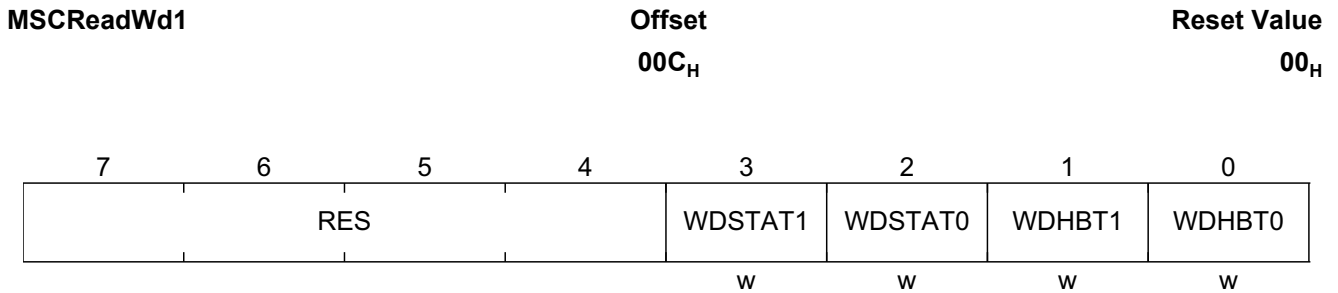 MSCReadWd1 Offset Reset Value
00CH 00H
7 6 5 4 3 2 1 0
RES WDSTAT1 WDSTAT0 WDHBT1 WDHBT0
w w w w